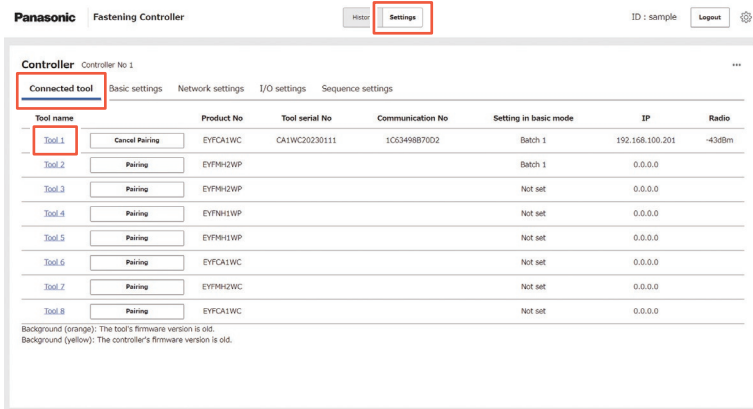 Panasonic Fastening Controller Histor Settings ID : sample Logout
Controller Controller No 1 ...
Connected tool Basic settings Network settings I/O settings Sequence settings
Tool name Product No Tool serial No Communication No Setting in basic mode IP Radio
Tool 1 Cancel Pairing EYFCA1WC CA1WC20230111 1C63498B70D2 Batch 1 192.168.100.201 -43dBm
Tool 2 Pairing EYFMH2WP Batch 1 0.0.0.0
Tool 3 Pairing EYFMH2WP Not set 0.0.0.0
Tool 4 Pairing EYFNH1WP Not set 0.0.0.0
Tool 5 Pairing EYFMH1WP Not set 0.0.0.0
Tool 6 Pairing EYFCA1WC Not set 0.0.0.0
Tool 7 Pairing EYFMH2WC Not set 0.0.0.0
Tool 8 Pairing EYFCA1WC Not set 0.0.0.0
Background (orange): The tool's firmware version is old.
Background (yellow): The controller's firmware version is old.